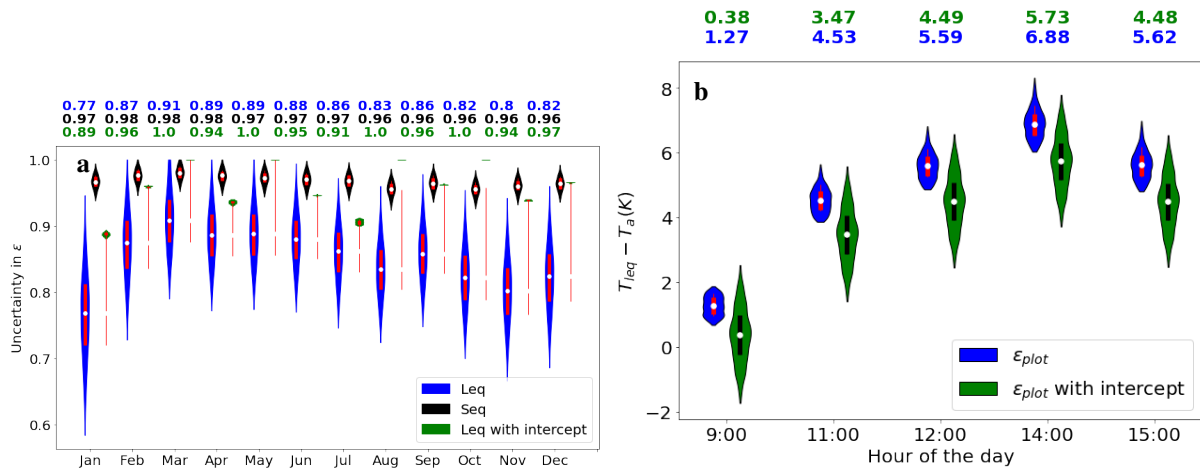 0.77 0.87 0.91 0.89 0.89 0.88 0.86 0.83 0.86 0.82 0.8 0.82
0.97 0.98 0.98 0.98 0.97 0.97 0.97 0.96 0.96 0.96 0.96 0.96
0.89 0.96 1.0 0.94 1.0 0.95 0.91 1.0 0.96 1.0 0.94 0.97
a
Uncertainty in ε
1.0
0.9
0.8
0.7
0.6
Leq
Seq
Leq with intercept
Jan Feb Mar Apr May Jun Jul Aug Sep Oct Nov Dec
0.38 3.47 4.49 5.73 4.48
1.27 4.53 5.59 6.88 5.62
b
T_leq − T_a(K)
8
6
4
2
0
−2
ε_plot
ε_plot with intercept
9:00 11:00 12:00 14:00 15:00
Hour of the day